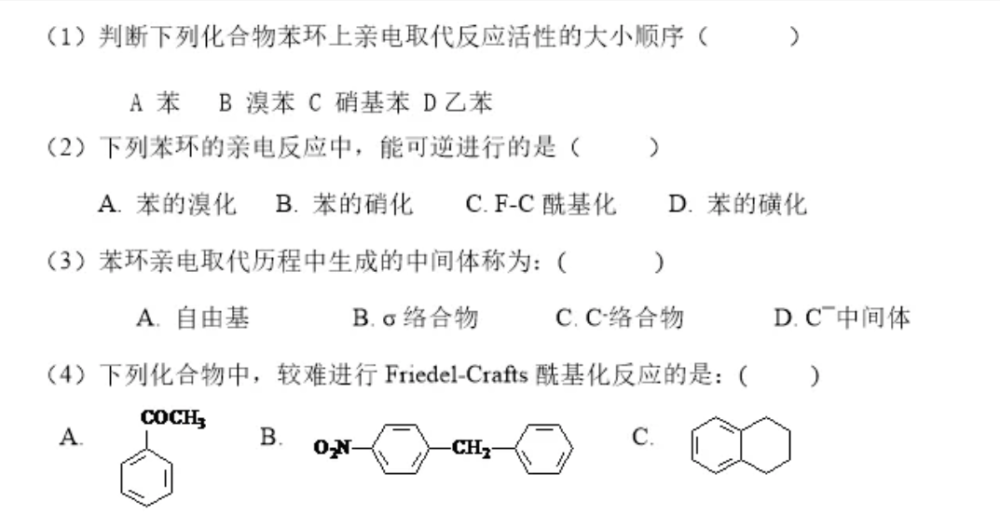 (1) 判断下列化合物苯环上亲电取代反应活性的大小顺序（ ）
A 苯 B 溴苯 C 硝基苯 D 乙苯
(2) 下列苯环的亲电反应中，能可逆进行的是（ ）
A. 苯的溴化 B. 苯的硝化 C. F-C 酰基化 D. 苯的磺化
(3) 苯环亲电取代历程中生成的中间体称为：( )
A. 自由基 B. σ 络合物 C. C⁻络合物 D. C¯中间体
(4) 下列化合物中，较难进行 Friedel-Crafts 酰基化反应的是：( )
A. COCH₃ B. O₂N— —CH₂— C.